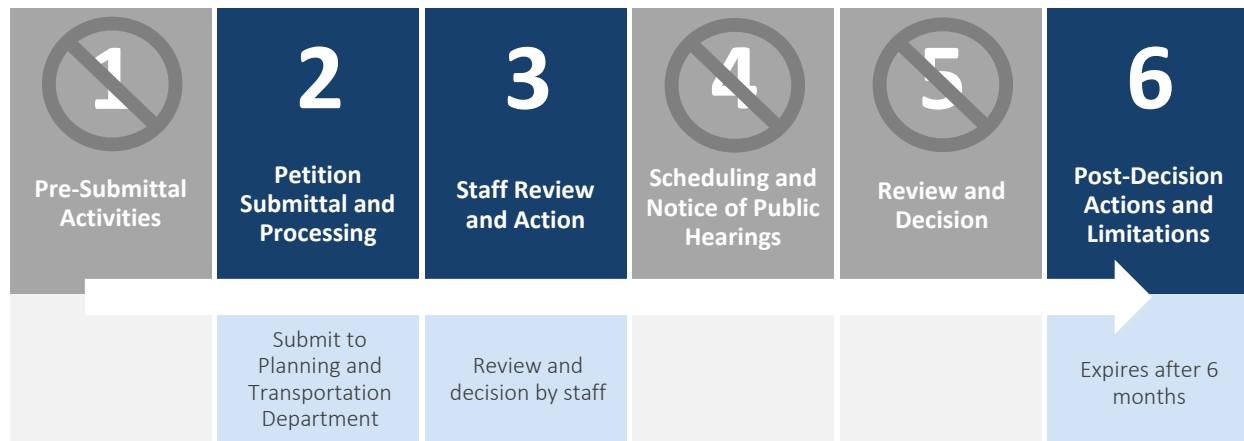 1
Pre-Submittal
Activities
2
Petition
Submittal and
Processing
Submit to
Planning and
Transportation
Department
3
Staff Review
and Action
Review and
decision by staff
4
Scheduling and
Notice of Public
Hearings
5
Review and
Decision
6
Post-Decision
Actions and
Limitations
Expires after 6
months